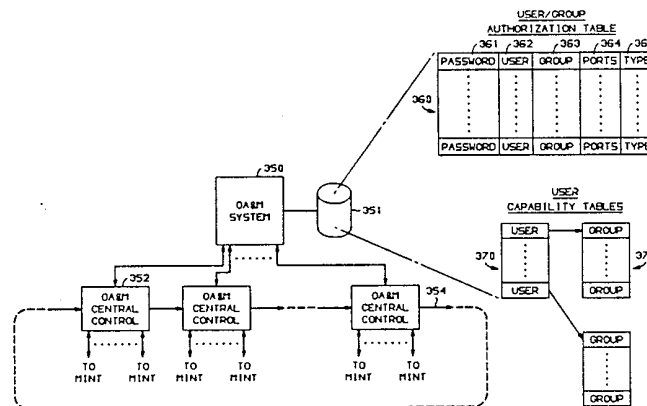 USER/GROUP
AUTHORIZATION TABLE
361 362 363 364
PASSWORD USER GROUP PORTS TYPE
360
PASSWORD USER GROUP PORTS TYPE
350
OA&M
SYSTEM
351
USER
CAPABILITY TABLES
USER GROUP
370
USER GROUP
352
OA&M
CENTRAL
CONTROL
OA&M
CENTRAL
CONTROL
OA&M
CENTRAL
CONTROL
354
TO
MINT
TO
MINT
TO
MINT
TO
MINT
TO
MINT
TO
MINT
GROUP
GROUP